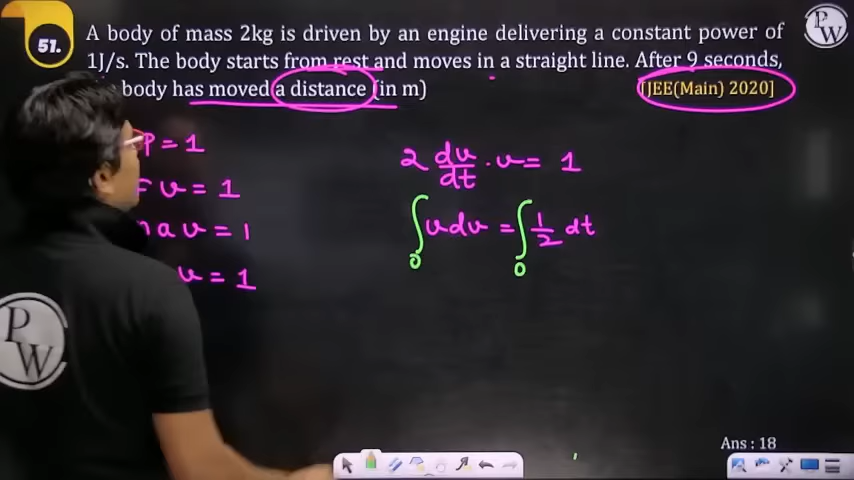 51.
A body of mass 2kg is driven by an engine delivering a constant power of
1J/s. The body starts from rest and moves in a straight line. After 9 seconds,
body has moved a distance (in m)
[JEE(Main) 2020]
PW
P = 1
F v = 1
m a v = 1
v = 1
2 dv/dt . v = 1
∫0 v dv = ∫0 1/2 dt
PW
Ans : 18